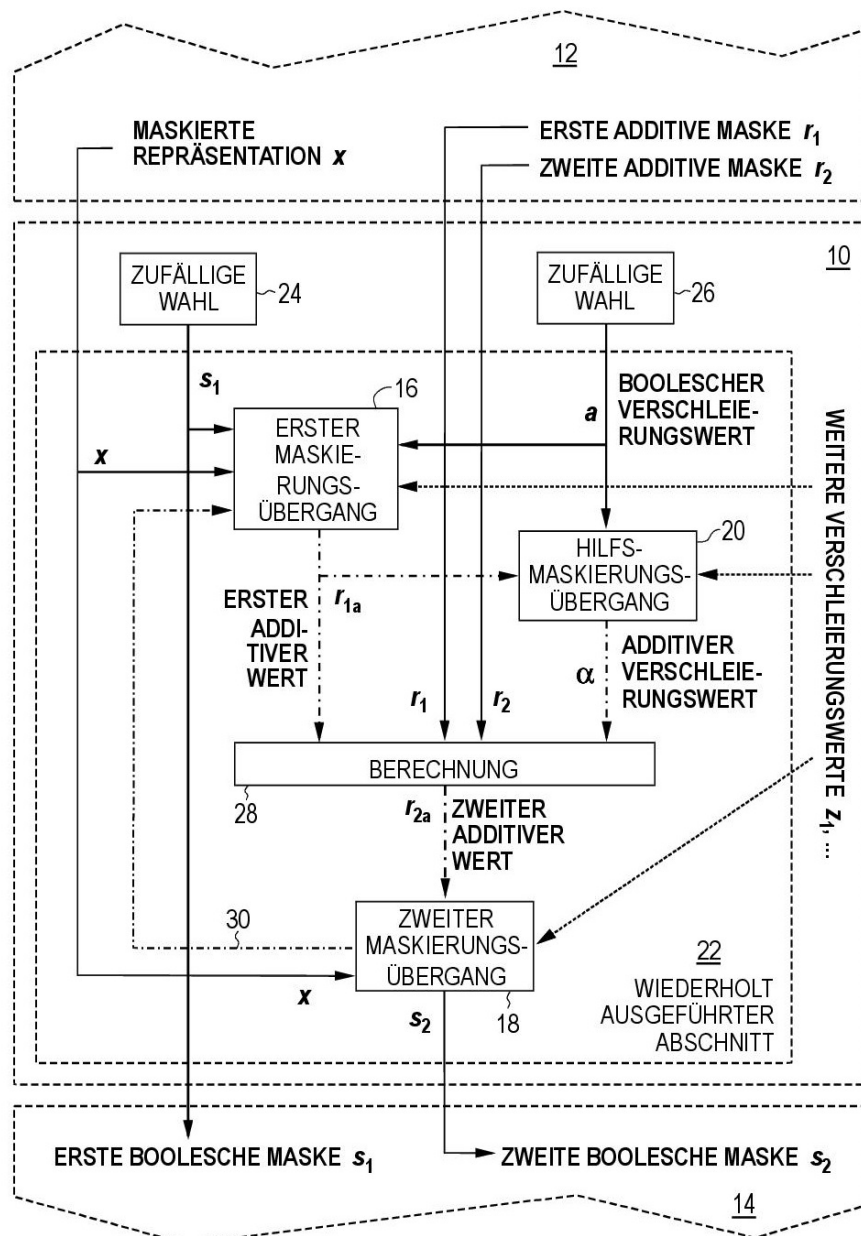 12
MASKIERTE
REPRÄSENTATION x
ERSTE ADDITIVE MASKE r1
ZWEITE ADDITIVE MASKE r2
10
ZUFÄLLIGE
WAHL
24
ZUFÄLLIGE
WAHL
26
s1
16
ERSTER
MASKIE-
RUNGS-
ÜBERGANG
x
a
BOOLESCHER
VERSCHLEIE-
RUNGSWERT
WEITERE VERSCHLEIERUNGSWERTE z1, ...
20
HILFS-
MASKIERUNGS-
ÜBERGANG
ERSTER
ADDI-
TIVER
WERT
r1a
α
ADDITIVER
VERSCHLEIE-
RUNGSWERT
r1
r2
BERECHNUNG
28
r2a
ZWEITER
ADDITIVER
WERT
30
ZWEITER
MASKIERUNGS-
ÜBERGANG
x
18
s2
22
WIEDERHOLT
AUSGEFÜHRTER
ABSCHNITT
ERSTE BOOLESCHE MASKE s1
ZWEITE BOOLESCHE MASKE s2
14